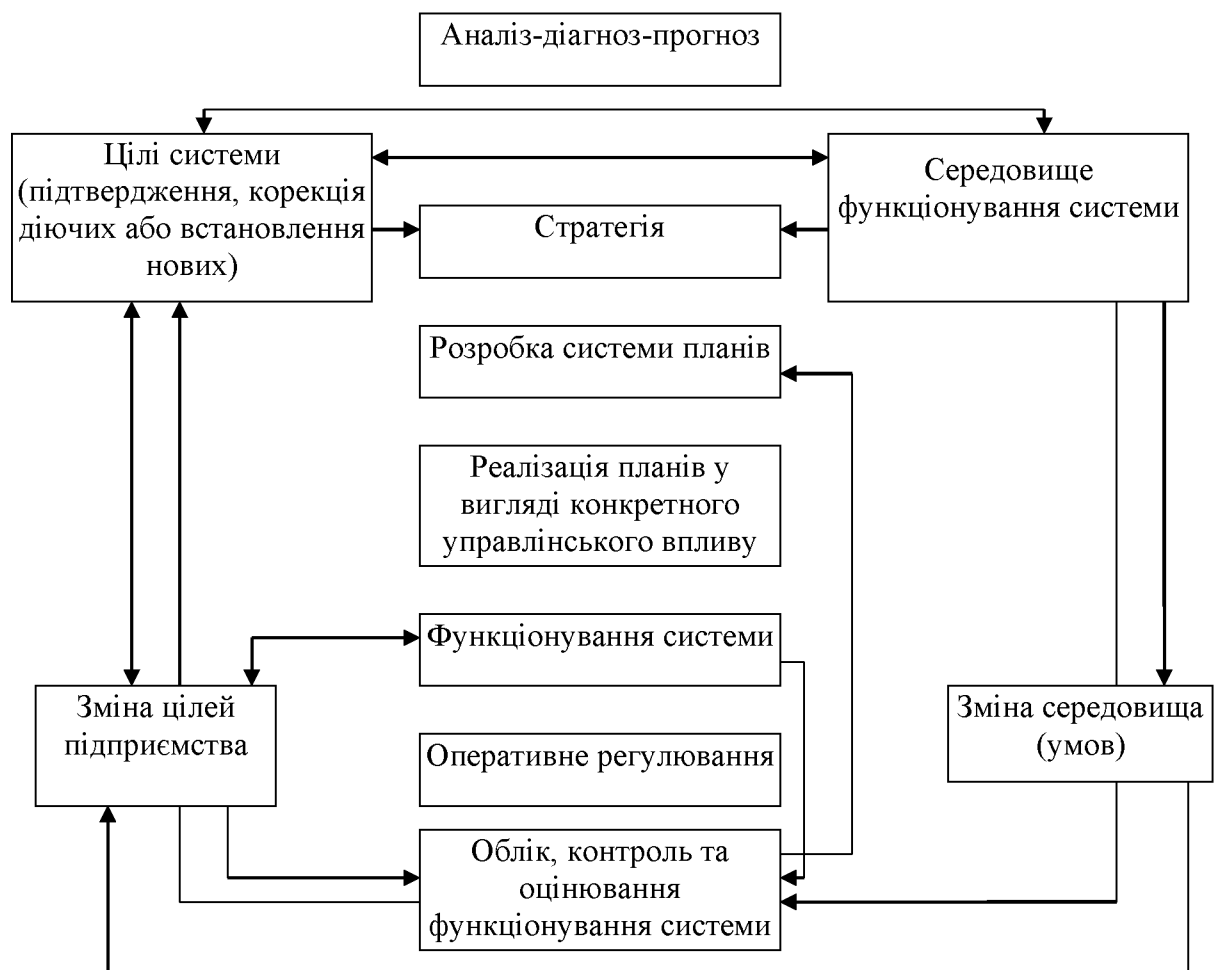 Аналіз-діагноз-прогноз
Цілі системи
(підтвердження, корекція
діючих або встановлення
нових)
Середовище
функціонування системи
Стратегія
Розробка системи планів
Реалізація планів у
вигляді конкретного
управлінського впливу
Функціонування системи
Зміна цілей
підприємства
Зміна середовища
(умов)
Оперативне регулювання
Облік, контроль та
оцінювання
функціонування системи